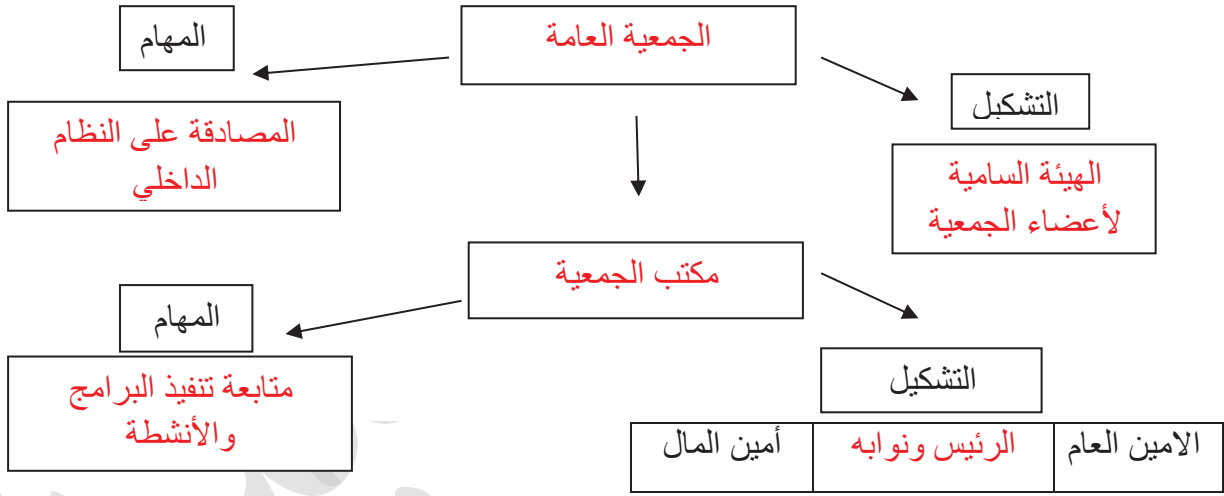 الجمعية العامة
المهام
التشكيل
المصادقة على النظام
الداخلي
الهيئة السامية
لأعضاء الجمعية
مكتب الجمعية
المهام
متابعة تنفيذ البرامج
والأنشطة
التشكيل
الامين العام
الرئيس ونوابه
أمين المال